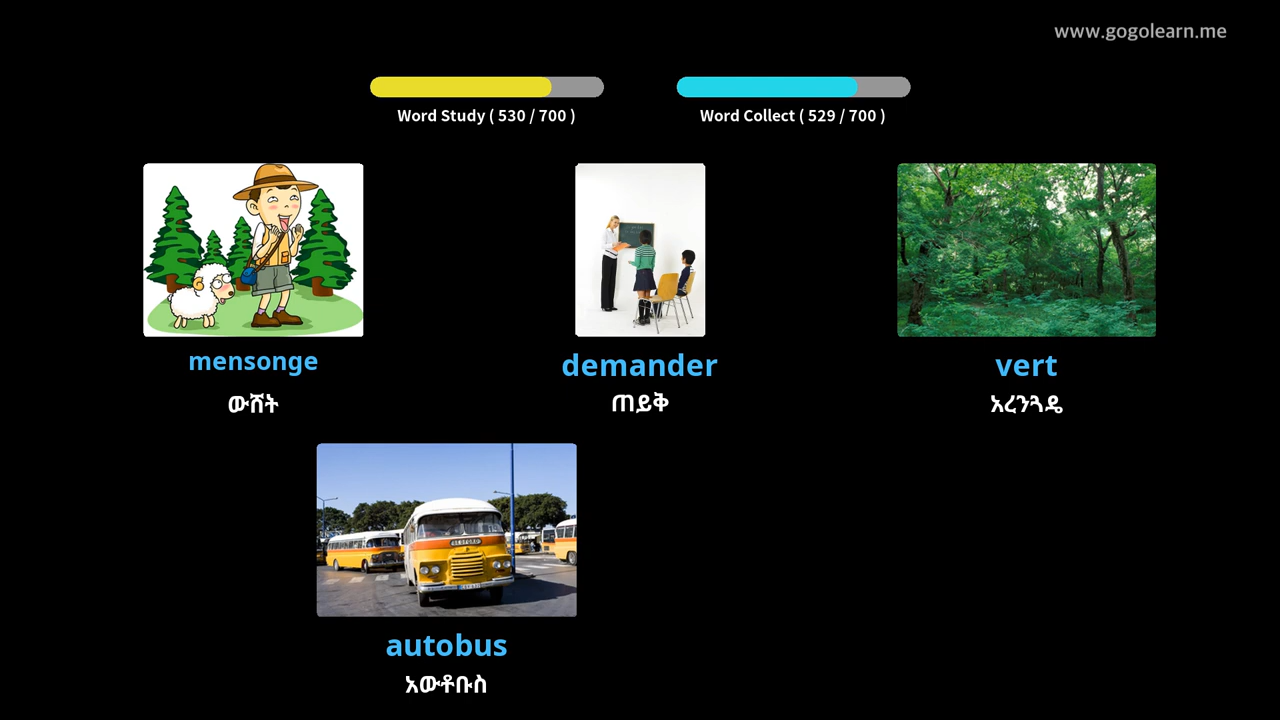 www.gogolearn.me
Word Study ( 530 / 700 )
Word Collect ( 529 / 700 )
mensonge
demander
vert
ውሸት
ጠይቅ
አረንጓዴ
autobus
አውቶቡስ